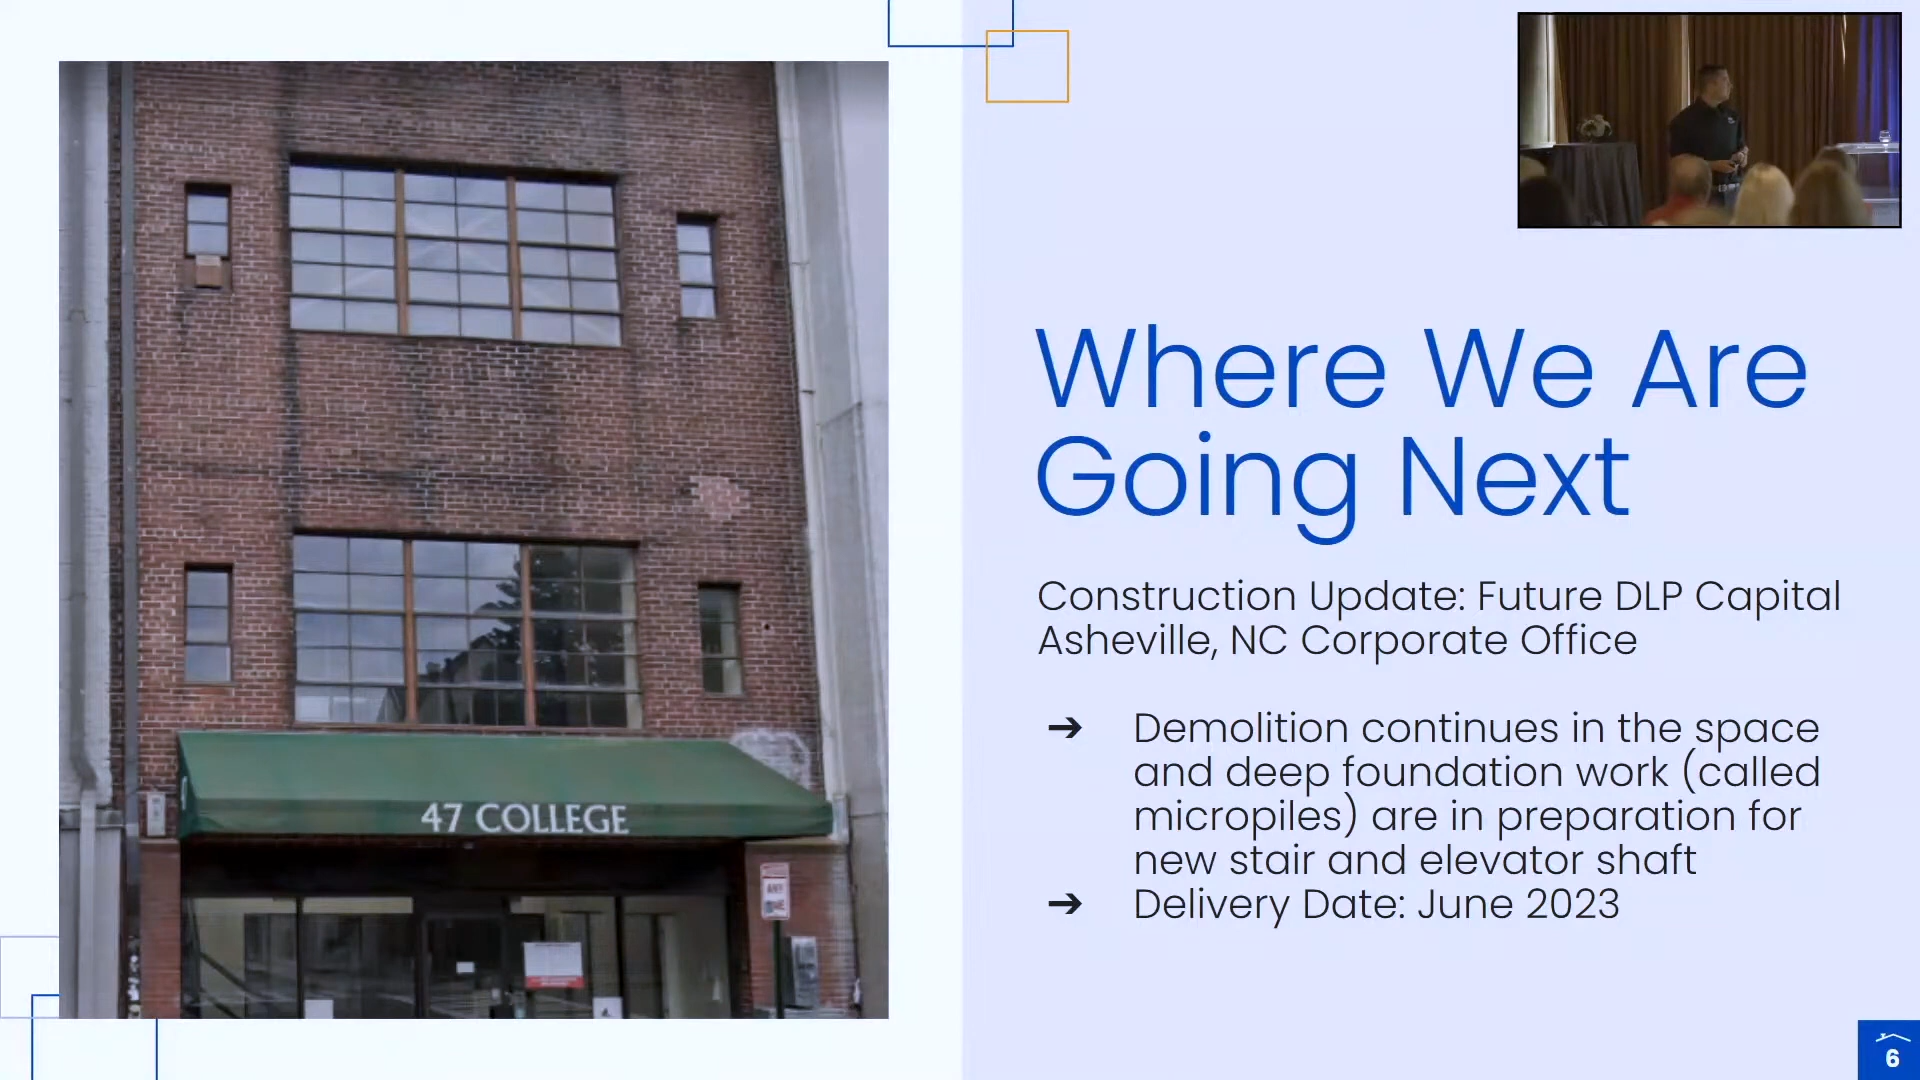 Where We Are
Going Next
Construction Update: Future DLP Capital
Asheville, NC Corporate Office
➔ Demolition continues in the space
and deep foundation work (called
micropiles) are in preparation for
new stair and elevator shaft
➔ Delivery Date: June 2023
47 COLLEGE
6